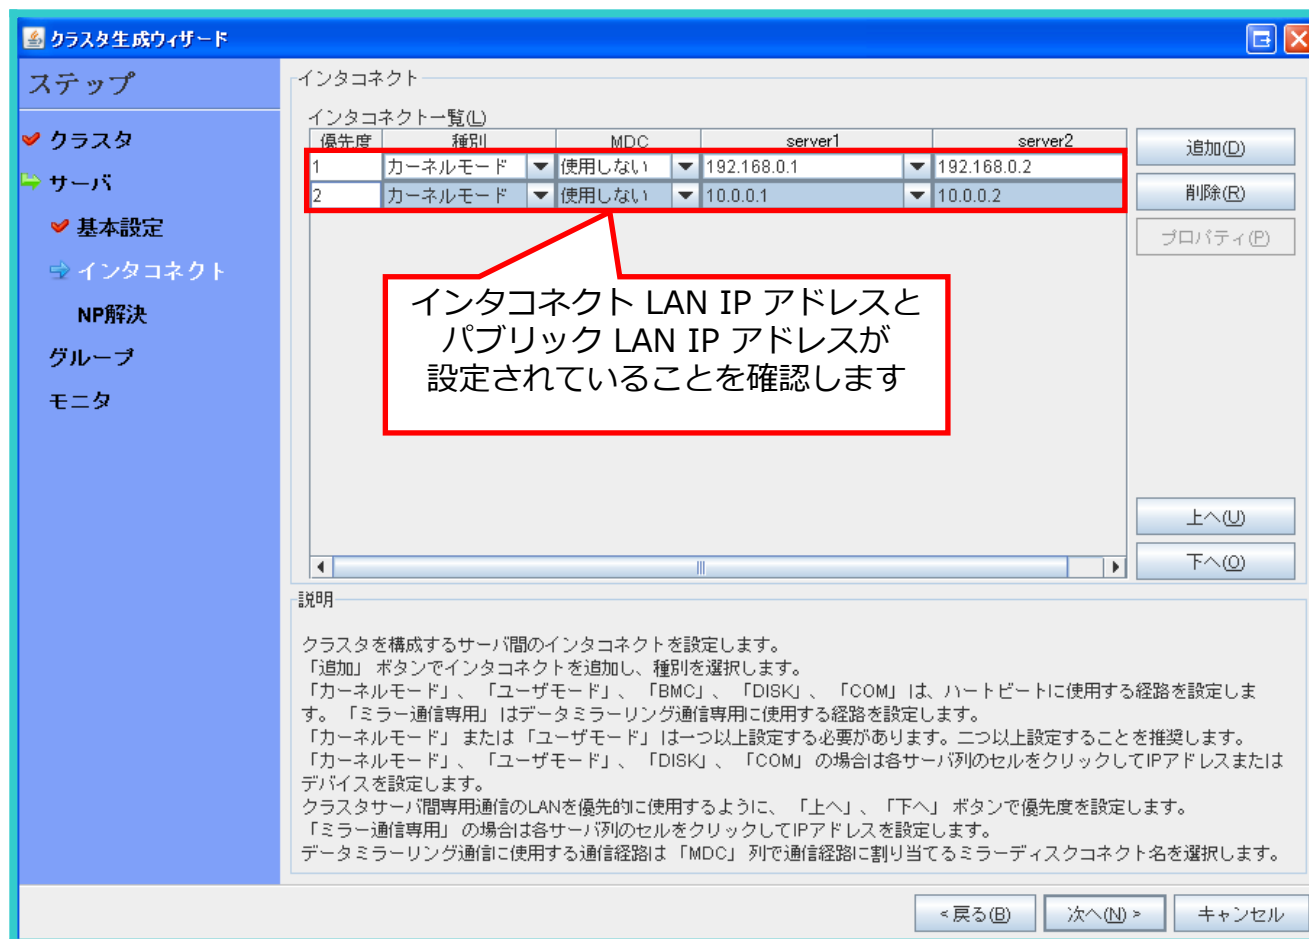 クラスタ生成ウィザード
ステップ
クラスタ
サーバ
基本設定
インタコネクト
NP解決
グループ
モニタ
インタコネクト
インタコネクト一覧(L)
優先度 種別 MDC server1 server2
1 カーネルモード 使用しない 192.168.0.1 192.168.0.2
2 カーネルモード 使用しない 10.0.0.1 10.0.0.2
追加(D)
削除(R)
プロパティ(P)
インタコネクト LAN IP アドレスと
パブリック LAN IP アドレスが
設定されていることを確認します
上へ(U)
下へ(O)
説明
クラスタを構成するサーバ間のインタコネクトを設定します。
「追加」 ボタンでインタコネクトを追加し、種別を選択します。
「カーネルモード」、「ユーザモード」、「BMC」、「DISK」、「COM」 は、ハートビートに使用する経路を設定しま
す。「ミラー通信専用」 はデータミラーリング通信専用に使用する経路を設定します。
「カーネルモード」 または 「ユーザモード」 は一つ以上設定する必要があります。二つ以上設定することを推奨します。
「カーネルモード」、「ユーザモード」、「DISK」、「COM」 の場合は各サーバ列のセルをクリックしてIPアドレスまたは
デバイスを設定します。
クラスタサーバ間専用通信のLANを優先的に使用するように、「上へ」、「下へ」 ボタンで優先度を設定します。
「ミラー通信専用」 の場合は各サーバ列のセルをクリックしてIPアドレスを設定します。
データミラーリング通信に使用する通信経路は 「MDC」 列で通信経路に割り当てるミラーディスクコネクト名を選択します。
<戻る(B) 次へ(N)> キャンセル